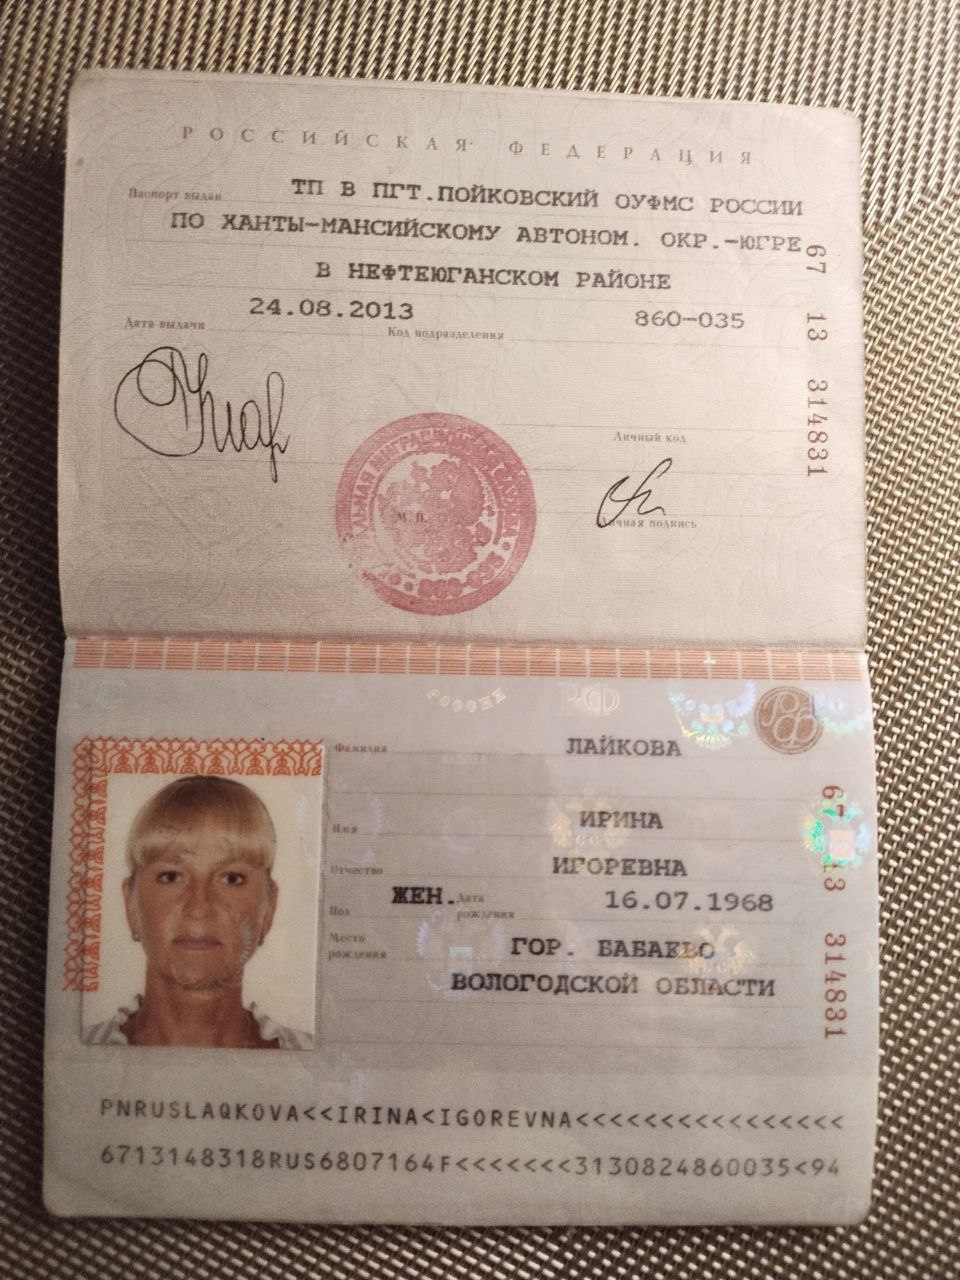 РОССИЙСКАЯ ФЕДЕРАЦИЯ
Паспорт выдан ТП В ПГТ.ПОЙКОВСКИЙ ОУФМС РОССИИ
ПО ХАНТЫ-МАНСИЙСКОМУ АВТОНОМ. ОКР.-ЮГРЕ
В НЕФТЕЮГАНСКОМ РАЙОНЕ
Дата выдачи 24.08.2013 Код подразделения 860-035
67 13 314831
Личный код
М. П.
Личная подпись
РФ
Фамилия ЛАЙКОВА
Имя ИРИНА
Отчество ИГОРЕВНА
Пол ЖЕН. Дата рождения 16.07.1968
Место рождения ГОР. БАБАЕВО
ВОЛОГОДСКОЙ ОБЛАСТИ
67 13 314831
PNRUSLAQKOVA<<IRINA<IGOREVNA<<<<<<<<<<<<<<<<
6713148318RUS6807164F<<<<<<<3130824860035<94